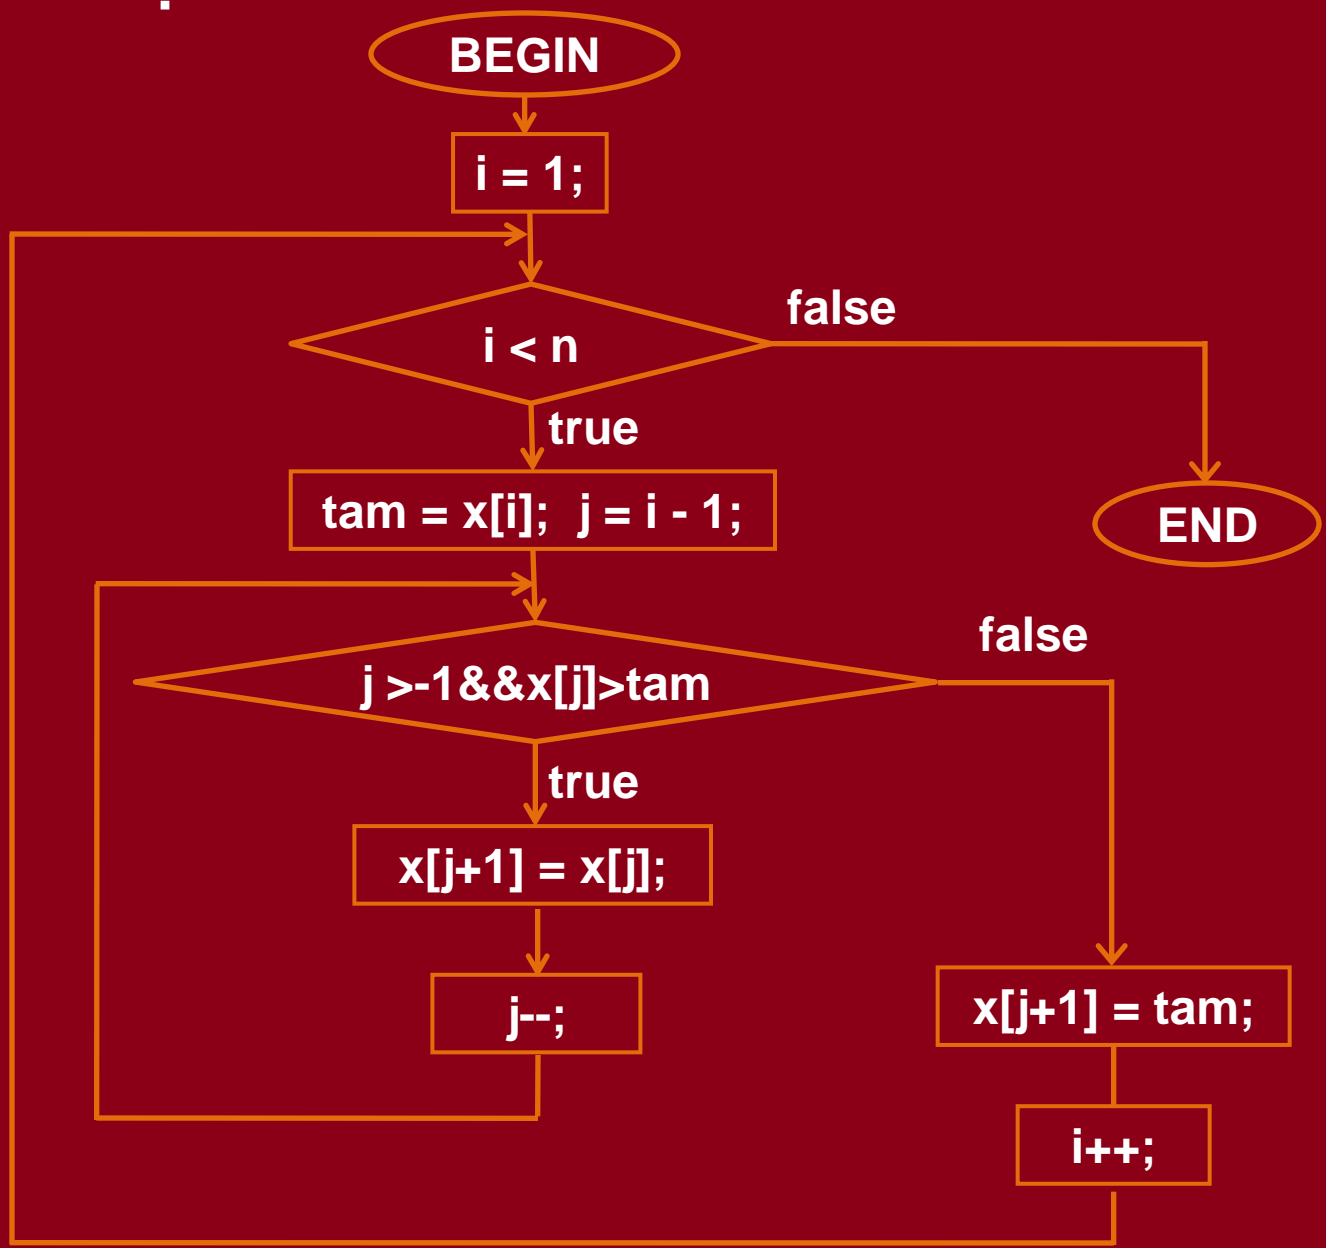 BEGIN
i = 1;
i < n
false
true
tam = x[i];  j = i - 1;
END
j >-1&&x[j]>tam
false
true
x[j+1] = x[j];
j--;
x[j+1] = tam;
i++;